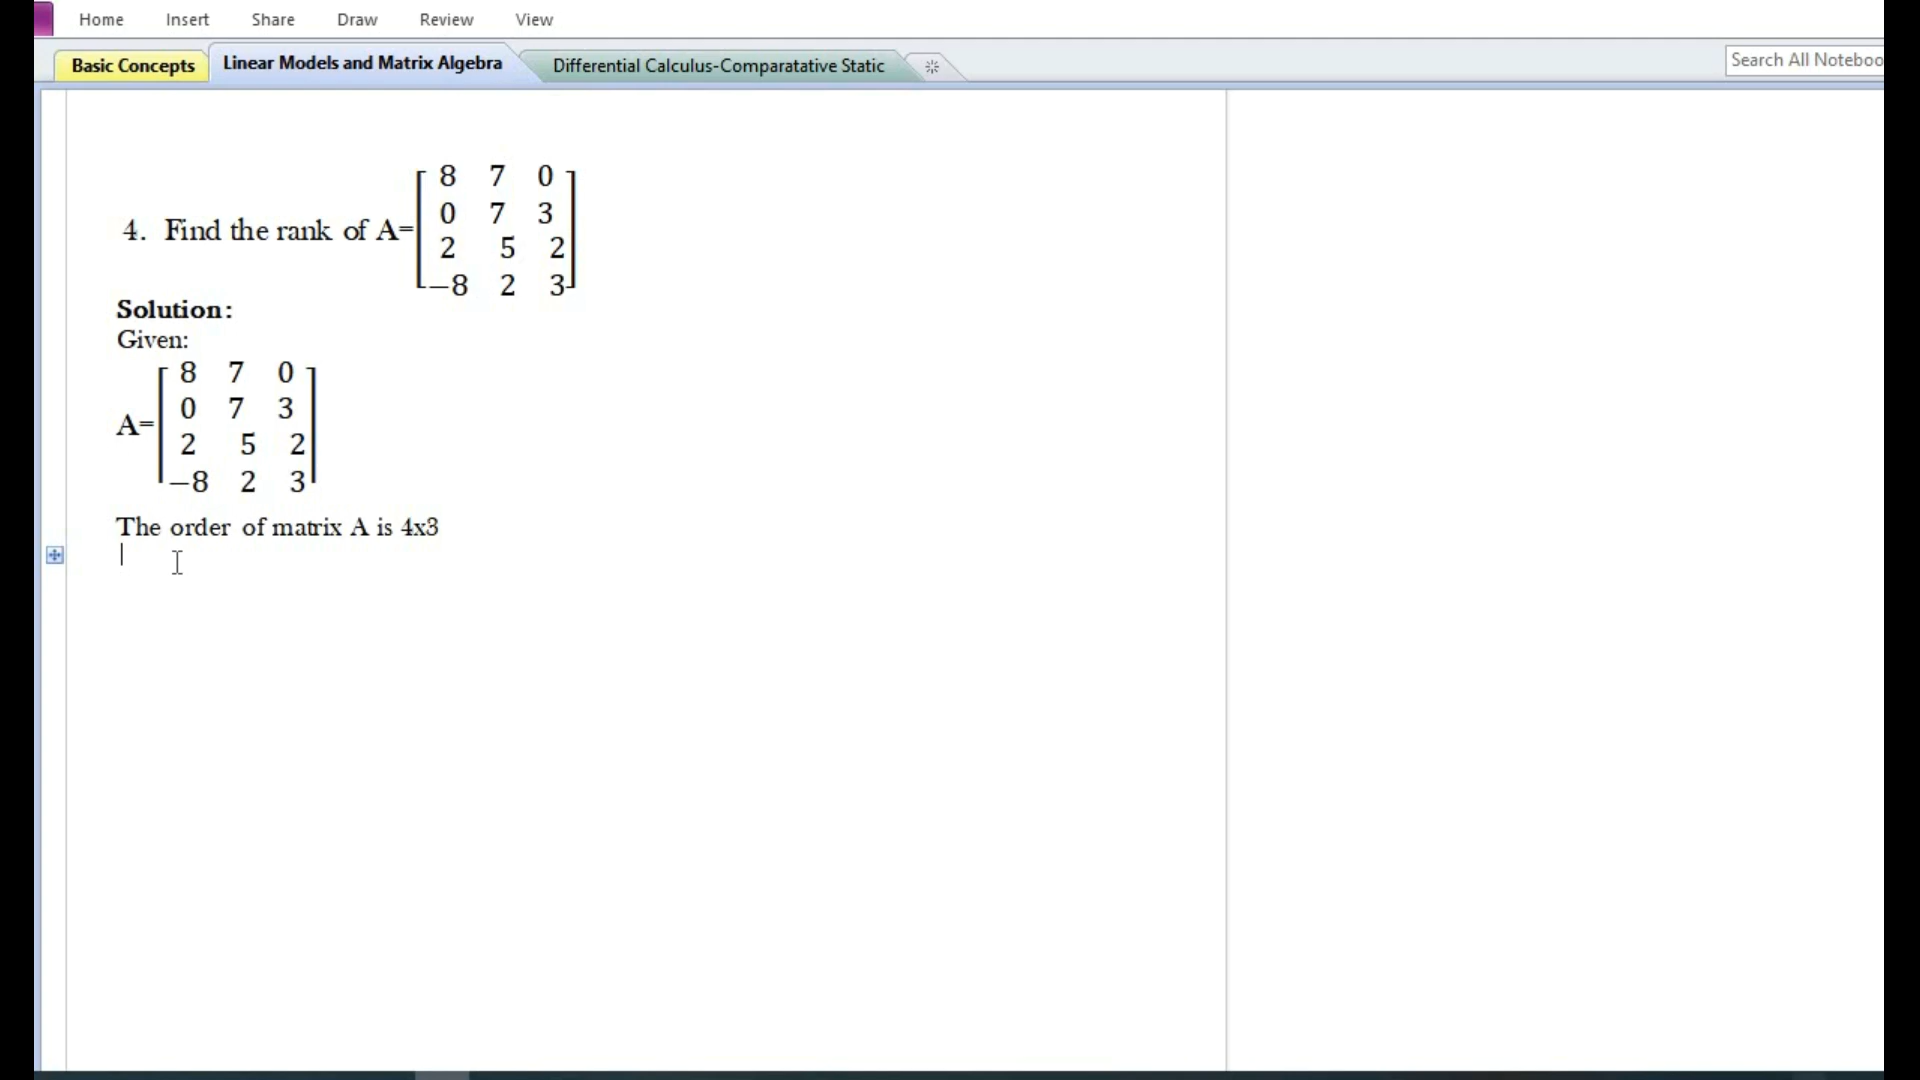 Home Insert Share Draw Review View
Basic Concepts Linear Models and Matrix Algebra Differential Calculus-Comparatative Static
Search All Noteboo
8 7 0
0 7 3
4. Find the rank of A=
2 5 2
−8 2 3
Solution:
Given:
8 7 0
0 7 3
A=
2 5 2
−8 2 3
The order of matrix A is 4x3